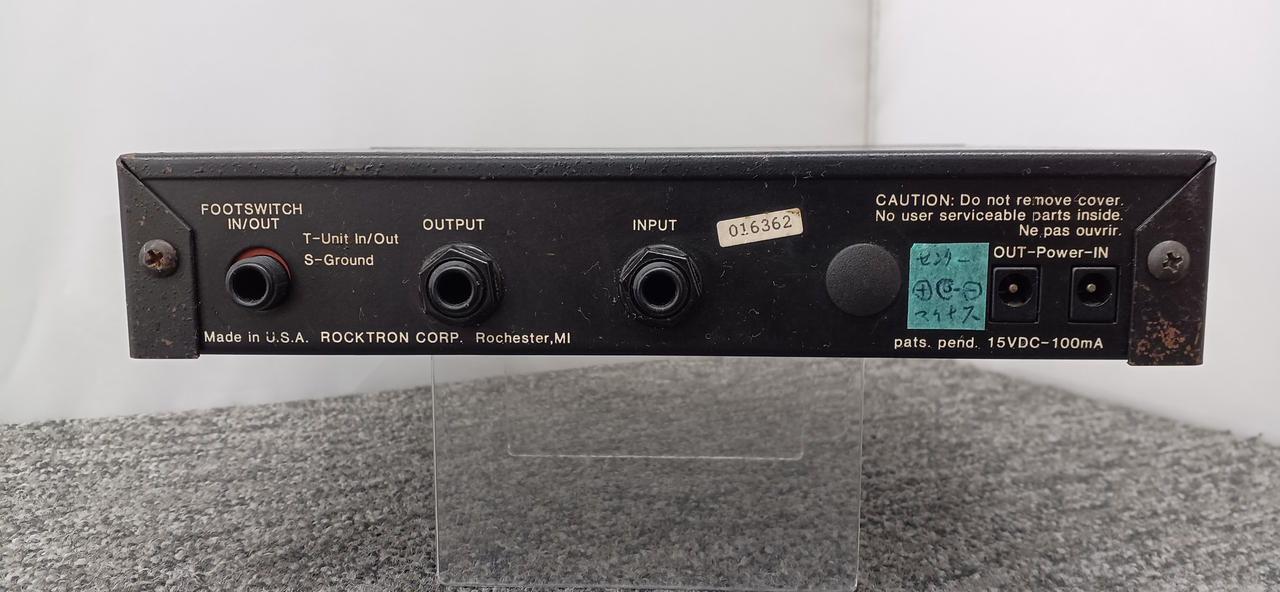 FOOTSWITCH
IN/OUT
T-Unit In/Out
S-Ground
OUTPUT
INPUT
016362
CAUTION: Do not remove cover.
No user serviceable parts inside.
Ne pas ouvrir.
OUT-Power-IN
センター
マイナス
Made in U.S.A. ROCKTRON CORP. Rochester,MI
pats. pend. 15VDC-100mA